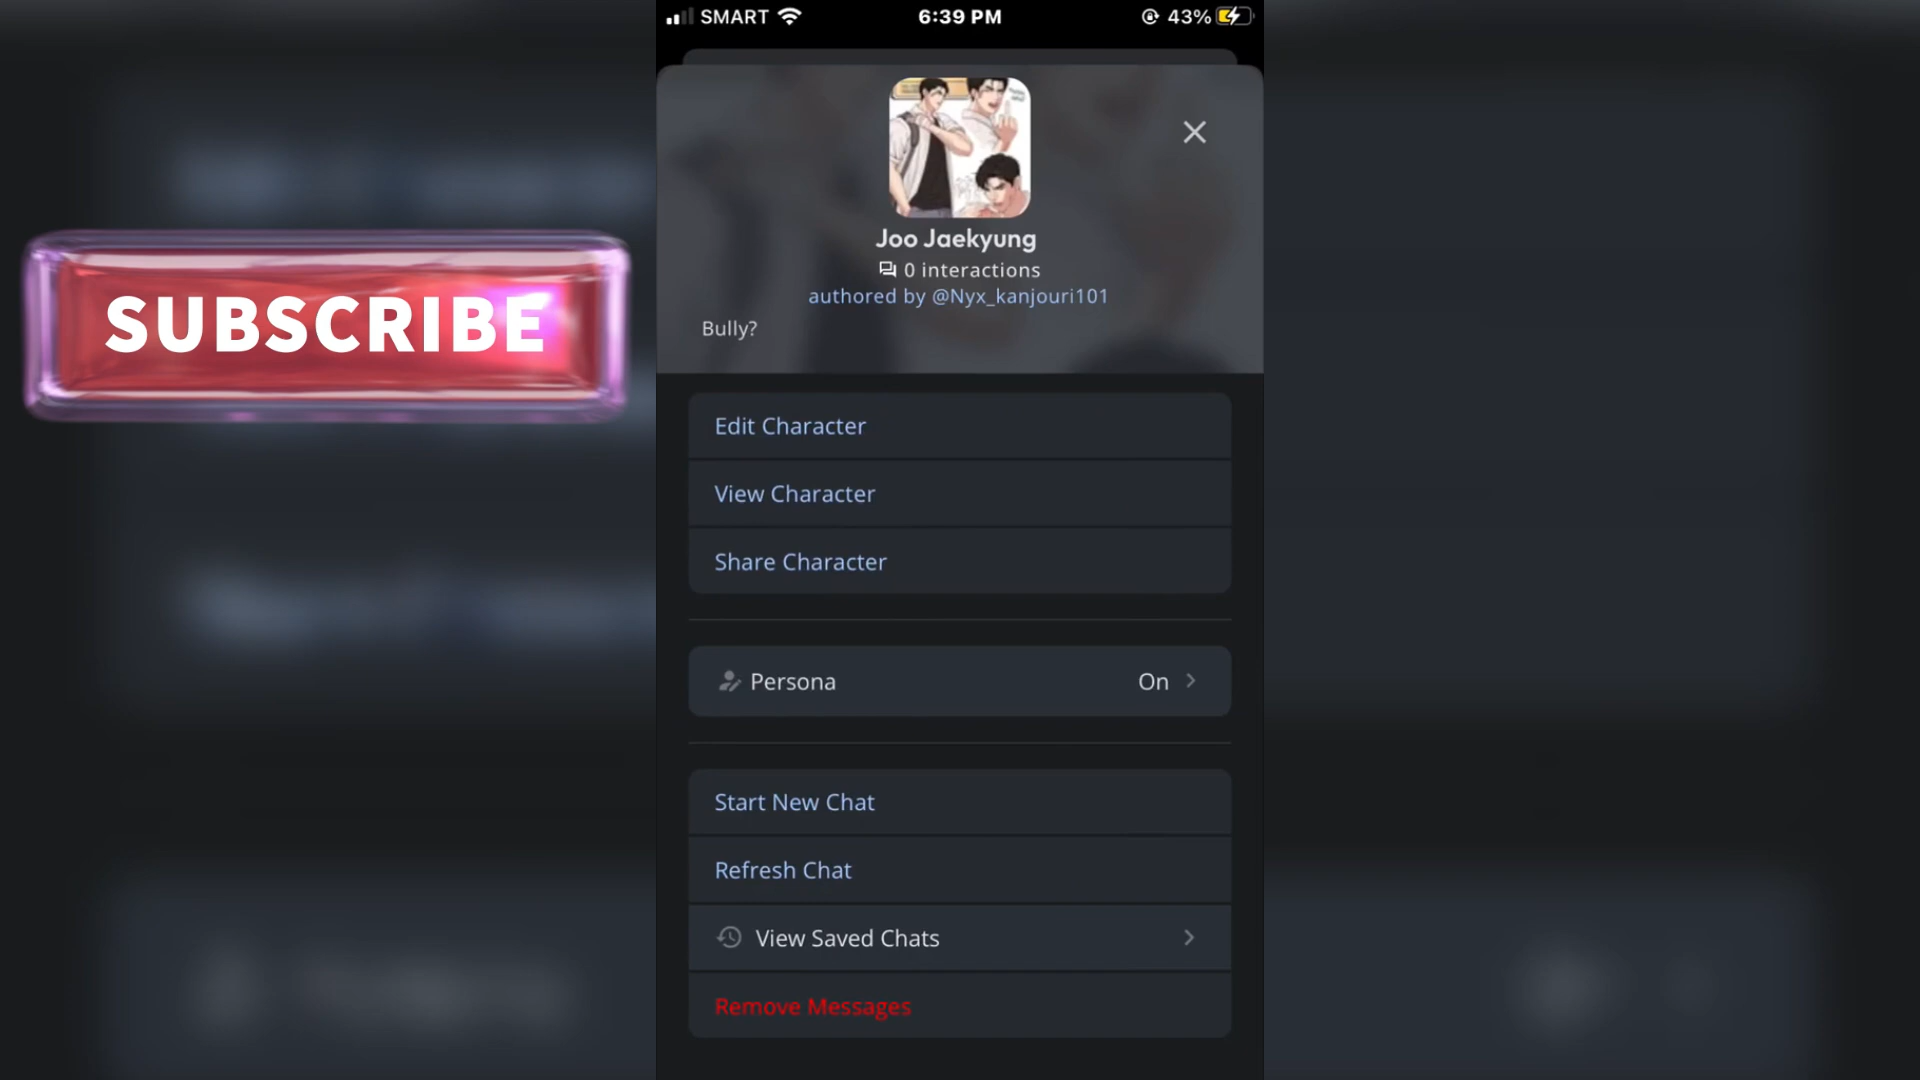 SMART
6:39 PM
43%
SUBSCRIBE
Joo Jaekyung
0 interactions
authored by @Nyx_kanjouri101
Bully?
Edit Character
View Character
Share Character
Persona
On
Start New Chat
Refresh Chat
View Saved Chats
Remove Messages